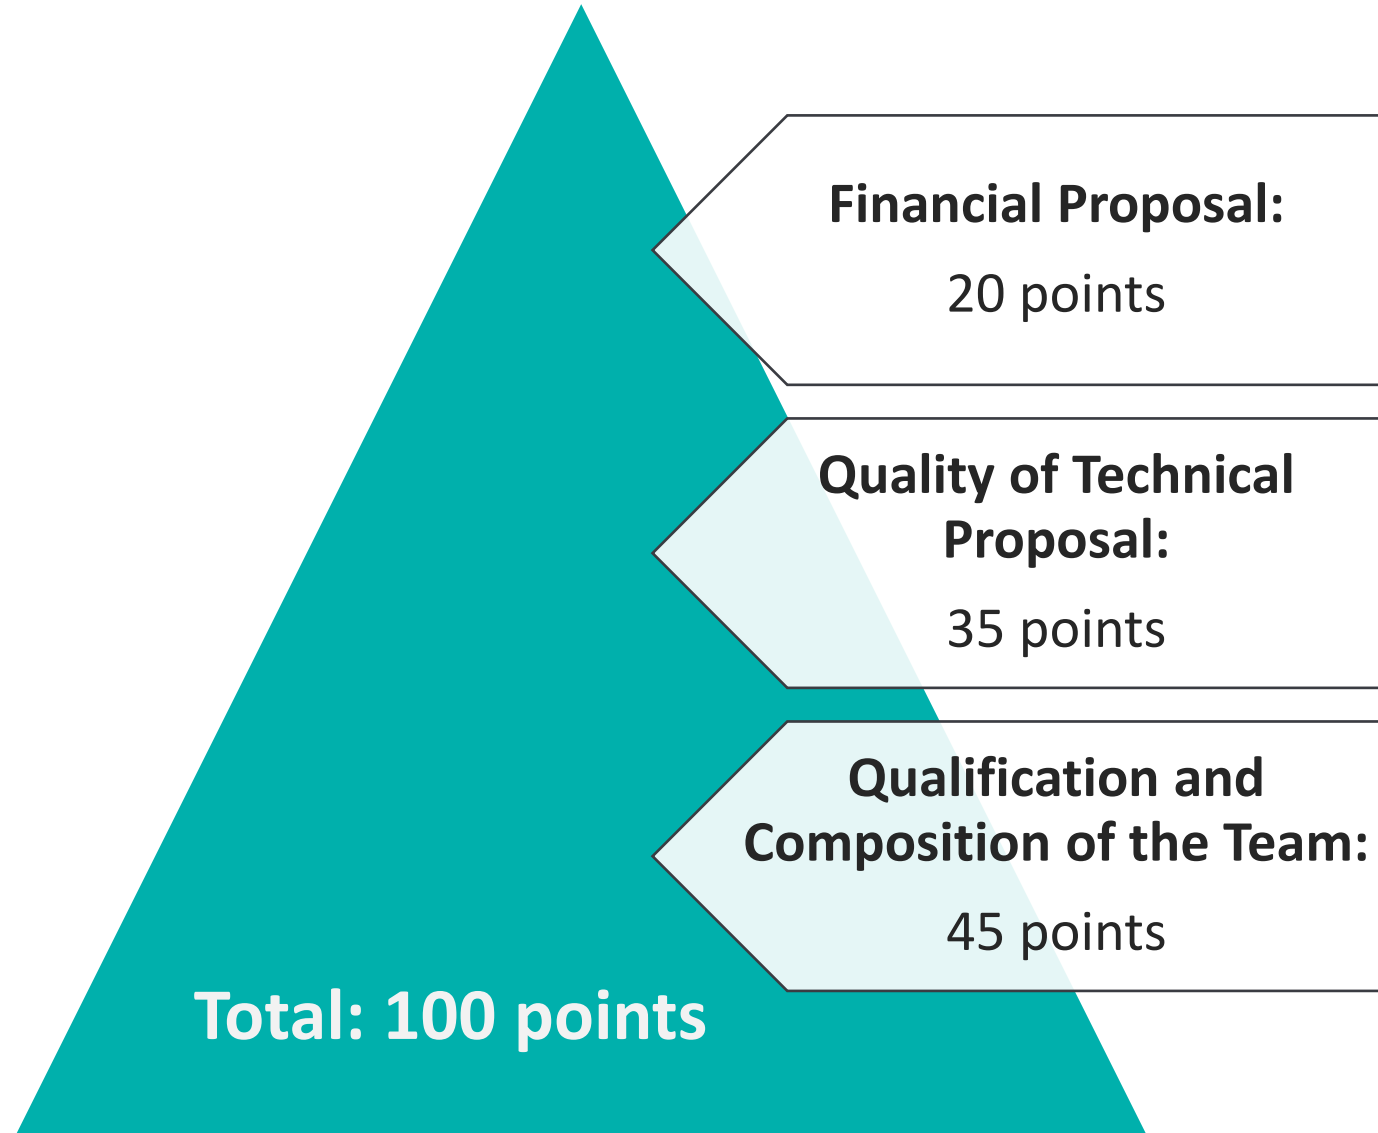 Financial Proposal:
20 points
Quality of Technical
Proposal:
35 points
Qualification and
Composition of the Team:
45 points
Total: 100 points